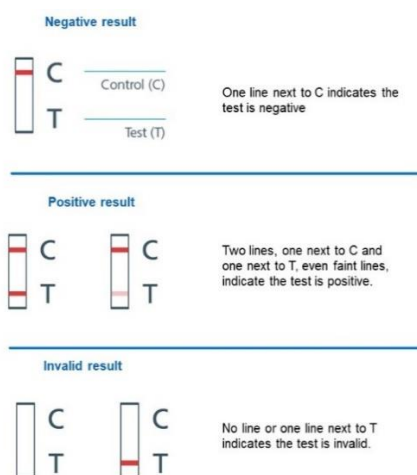 Negative result
C
Control (C)
T
Test (T)
One line next to C indicates the
test is negative
Positive result
C
T
C
T
Two lines, one next to C and
one next to T, even faint lines,
indicate the test is positive.
Invalid result
C
T
C
T
No line or one line next to T
indicates the test is invalid.